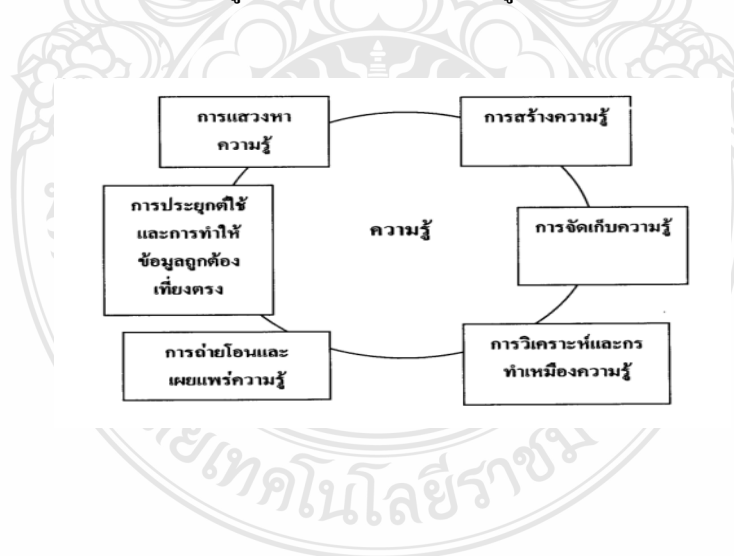 การแสวงหา
ความรู้
การสร้างความรู้
การประยุกต์ใช้
และการทำให้
ข้อมูลถูกต้อง
เที่ยงตรง
ความรู้
การจัดเก็บความรู้
การถ่ายโอนและ
เผยแพร่ความรู้
การวิเคราะห์และกร
ทำเหมืองความรู้